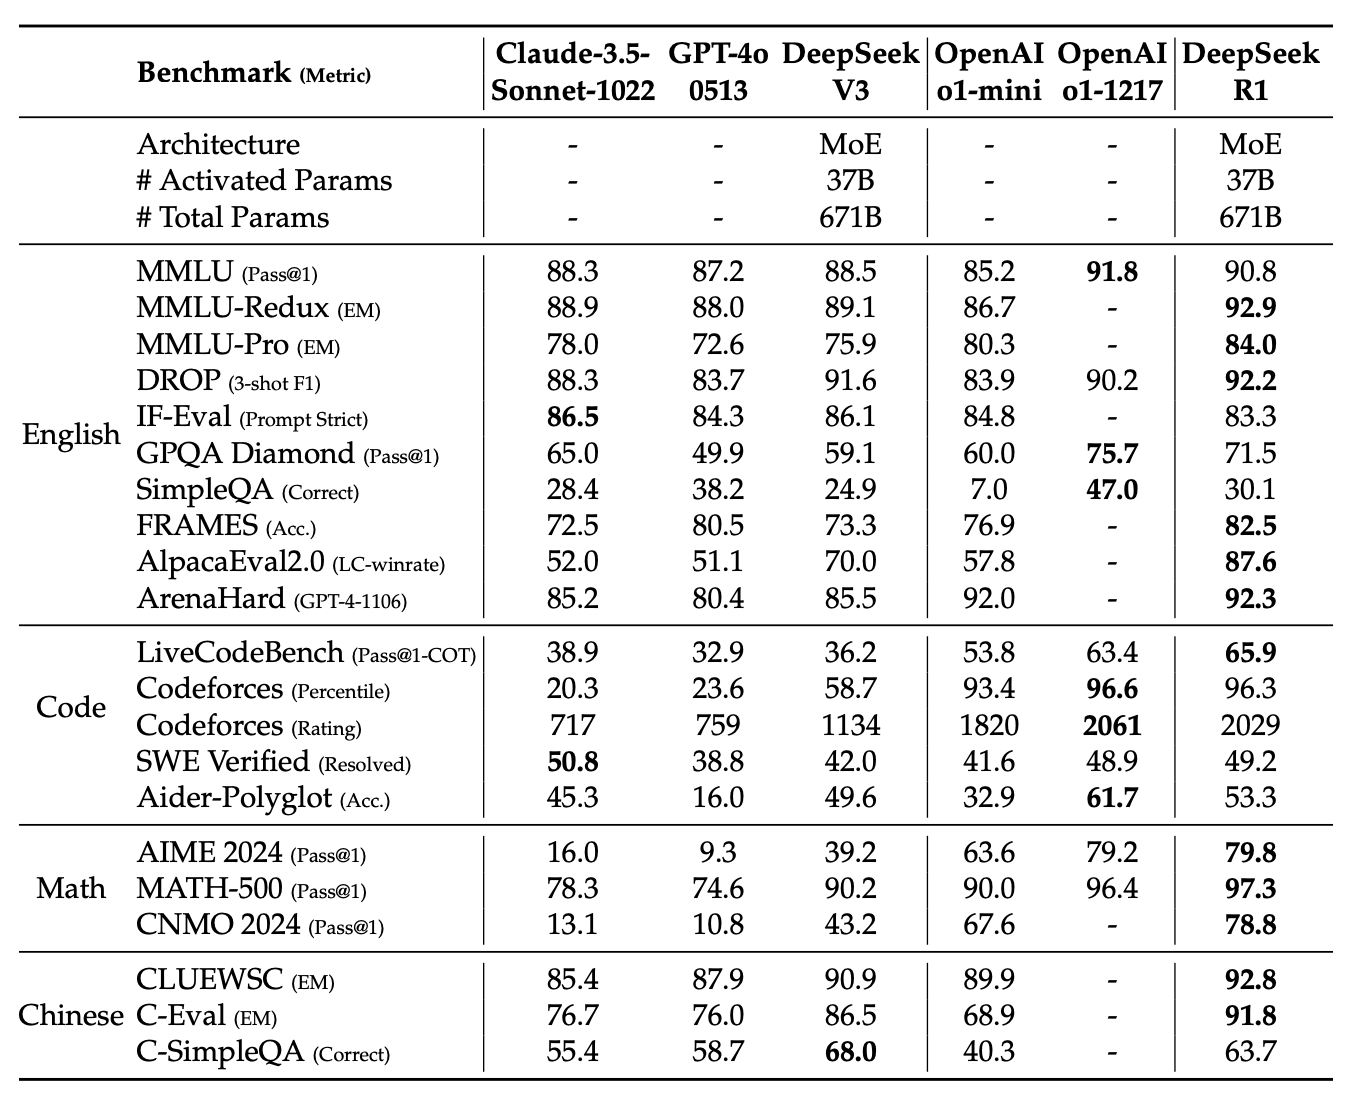 Benchmark (Metric) Claude-3.5-Sonnet-1022 GPT-4o 0513 DeepSeek V3 OpenAI o1-mini OpenAI o1-1217 DeepSeek R1
Architecture - - MoE - - MoE
# Activated Params - - 37B - - 37B
# Total Params - - 671B - - 671B
English
MMLU (Pass@1) 88.3 87.2 88.5 85.2 91.8 90.8
MMLU-Redux (EM) 88.9 88.0 89.1 86.7 - 92.9
MMLU-Pro (EM) 78.0 72.6 75.9 80.3 - 84.0
DROP (3-shot F1) 88.3 83.7 91.6 83.9 90.2 92.2
IF-Eval (Prompt Strict) 86.5 84.3 86.1 84.8 - 83.3
GPQA Diamond (Pass@1) 65.0 49.9 59.1 60.0 75.7 71.5
SimpleQA (Correct) 28.4 38.2 24.9 7.0 47.0 30.1
FRAMES (Acc.) 72.5 80.5 73.3 76.9 - 82.5
AlpacaEval2.0 (LC-winrate) 52.0 51.1 70.0 57.8 - 87.6
ArenaHard (GPT-4-1106) 85.2 80.4 85.5 92.0 - 92.3
Code
LiveCodeBench (Pass@1-COT) 38.9 32.9 36.2 53.8 63.4 65.9
Codeforces (Percentile) 20.3 23.6 58.7 93.4 96.6 96.3
Codeforces (Rating) 717 759 1134 1820 2061 2029
SWE Verified (Resolved) 50.8 38.8 42.0 41.6 48.9 49.2
Aider-Polyglot (Acc.) 45.3 16.0 49.6 32.9 61.7 53.3
Math
AIME 2024 (Pass@1) 16.0 9.3 39.2 63.6 79.2 79.8
MATH-500 (Pass@1) 78.3 74.6 90.2 90.0 96.4 97.3
CNMO 2024 (Pass@1) 13.1 10.8 43.2 67.6 - 78.8
Chinese
CLUEWSC (EM) 85.4 87.9 90.9 89.9 - 92.8
C-Eval (EM) 76.7 76.0 86.5 68.9 - 91.8
C-SimpleQA (Correct) 55.4 58.7 68.0 40.3 - 63.7